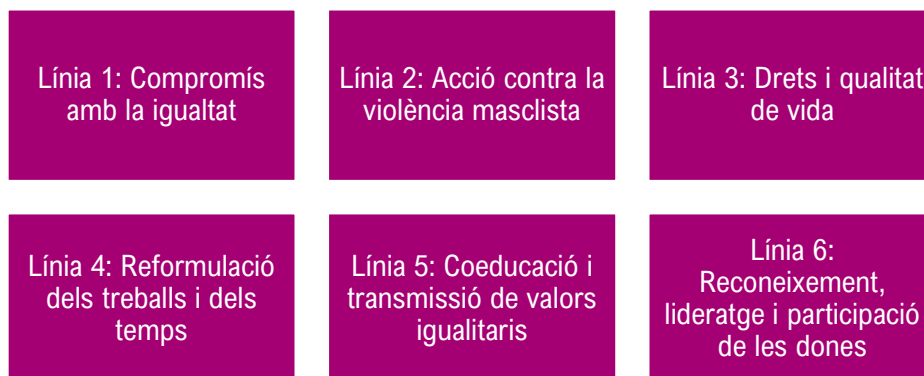 Línia 1: Compromís
amb la igualtat
Línia 2: Acció contra la
violència masclista
Línia 3: Drets i qualitat
de vida
Línia 4: Reformulació
dels treballs i dels
temps
Línia 5: Coeducació i
transmissió de valors
igualitaris
Línia 6:
Reconeixement,
lideratge i participació
de les dones